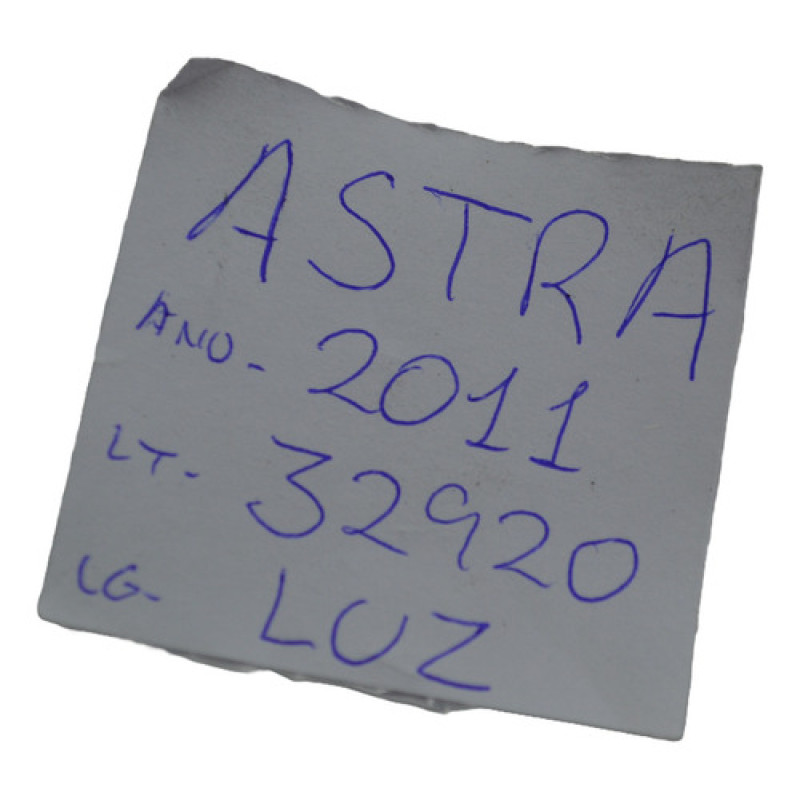 ASTRA
ANO- 2011
LT- 32920
LG- LUZ